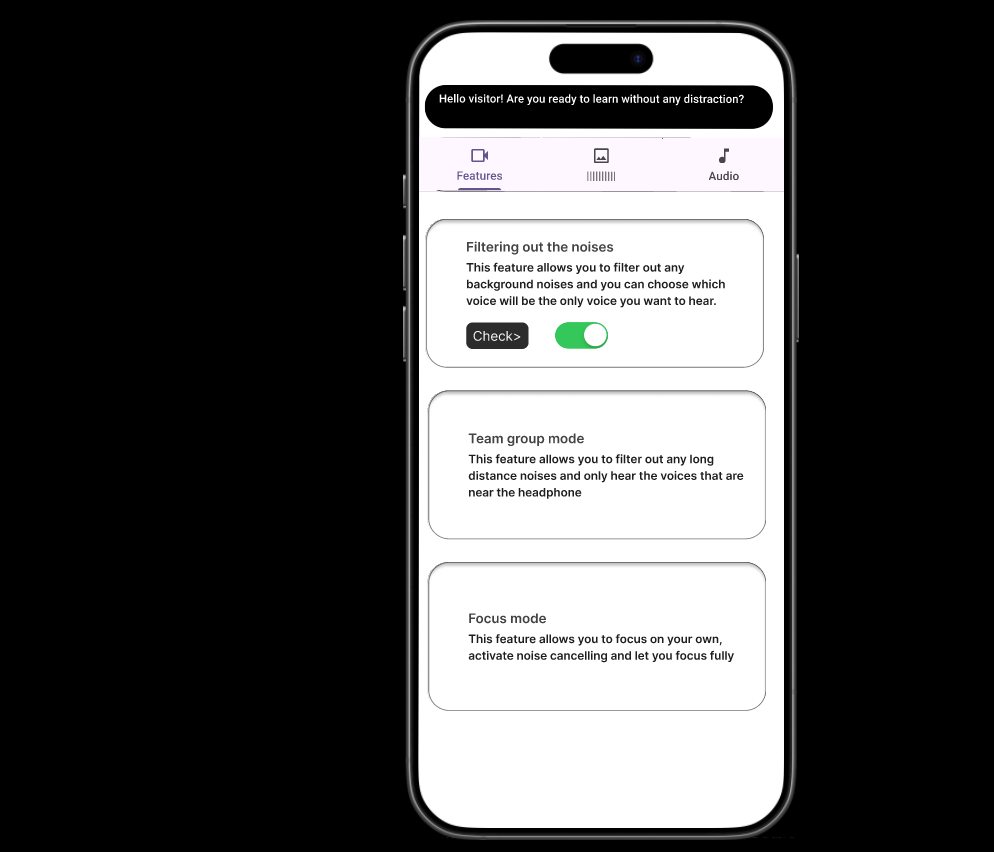 Hello visitor! Are you ready to learn without any distraction?
Features
Audio
Filtering out the noises
This feature allows you to filter out any
background noises and you can choose which
voice will be the only voice you want to hear.
Check>
Team group mode
This feature allows you to filter out any long
distance noises and only hear the voices that are
near the headphone
Focus mode
This feature allows you to focus on your own,
activate noise cancelling and let you focus fully